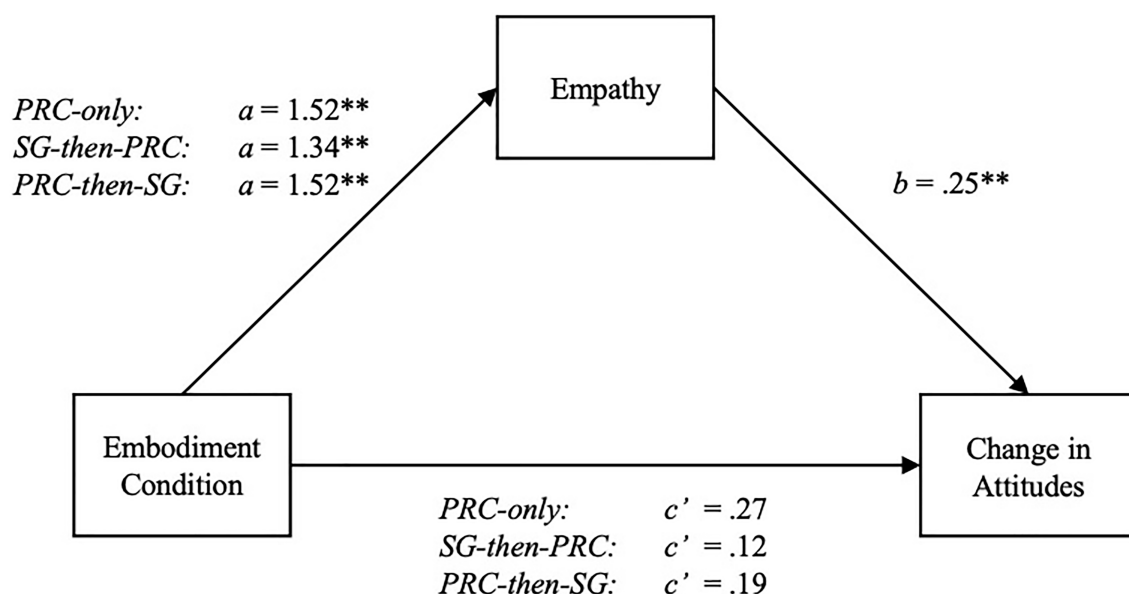 Empathy
PRC-only: a = 1.52**
SG-then-PRC: a = 1.34**
PRC-then-SG: a = 1.52**
b = .25**
Embodiment
Condition
Change in
Attitudes
PRC-only: c’ = .27
SG-then-PRC: c’ = .12
PRC-then-SG: c’ = .19